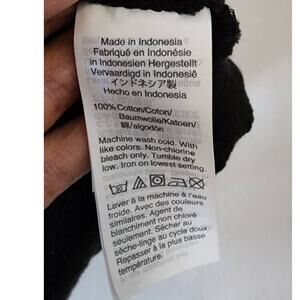 Made in Indonesia
Fabriqué en Indonésie
in Indonesien Hergestellt
Vervaardigd in Indonesië
インドネシア製
Hecho en Indonesia
100%Cotton/Coton/
Baumwolle/Katoen/
綿/algodón
Machine wash cold. With
like colors. Non-chlorine
bleach only. Tumble dry
low. Iron on lowest setting.
Laver à la machine à l'eau
froide. Avec des couleurs
similaires. Agent de
blanchiment non chloré
seulement. Sécher au
sèche-linge au cycle doux.
Repasser à la plus basse
température.